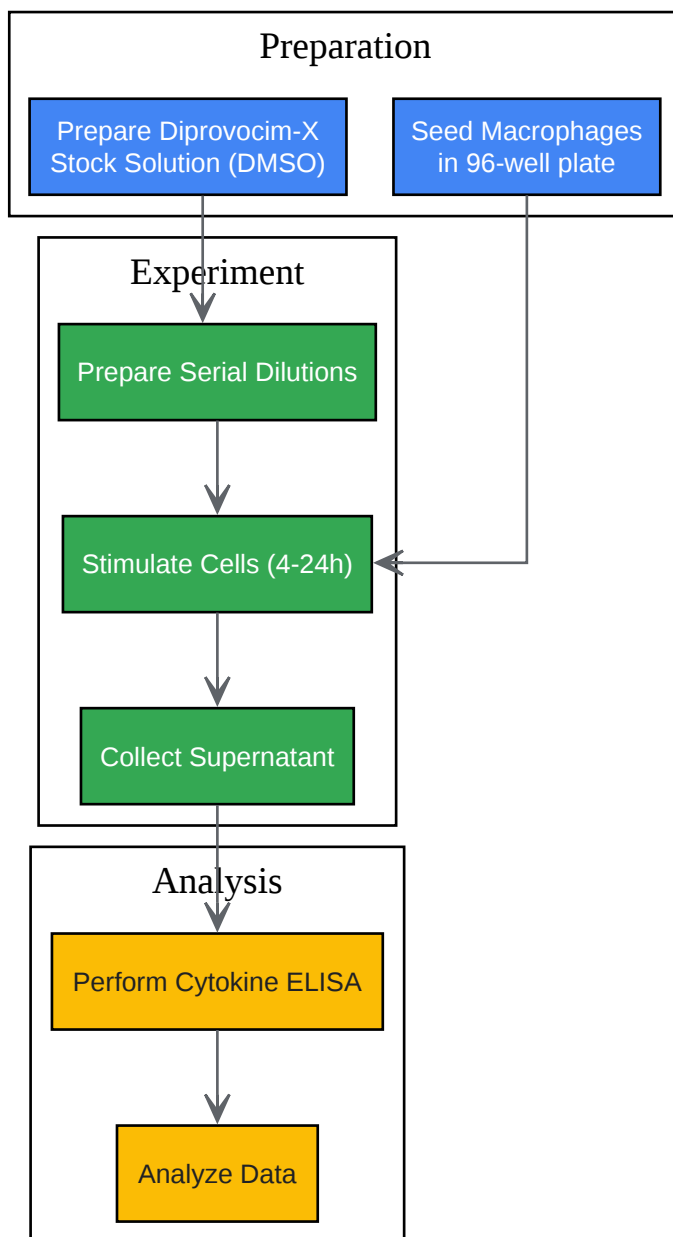 Preparation
Prepare Diprovocim-X
Stock Solution (DMSO)
Seed Macrophages
in 96-well plate
Experiment
Prepare Serial Dilutions
Stimulate Cells (4-24h)
Collect Supernatant
Analysis
Perform Cytokine ELISA
Analyze Data